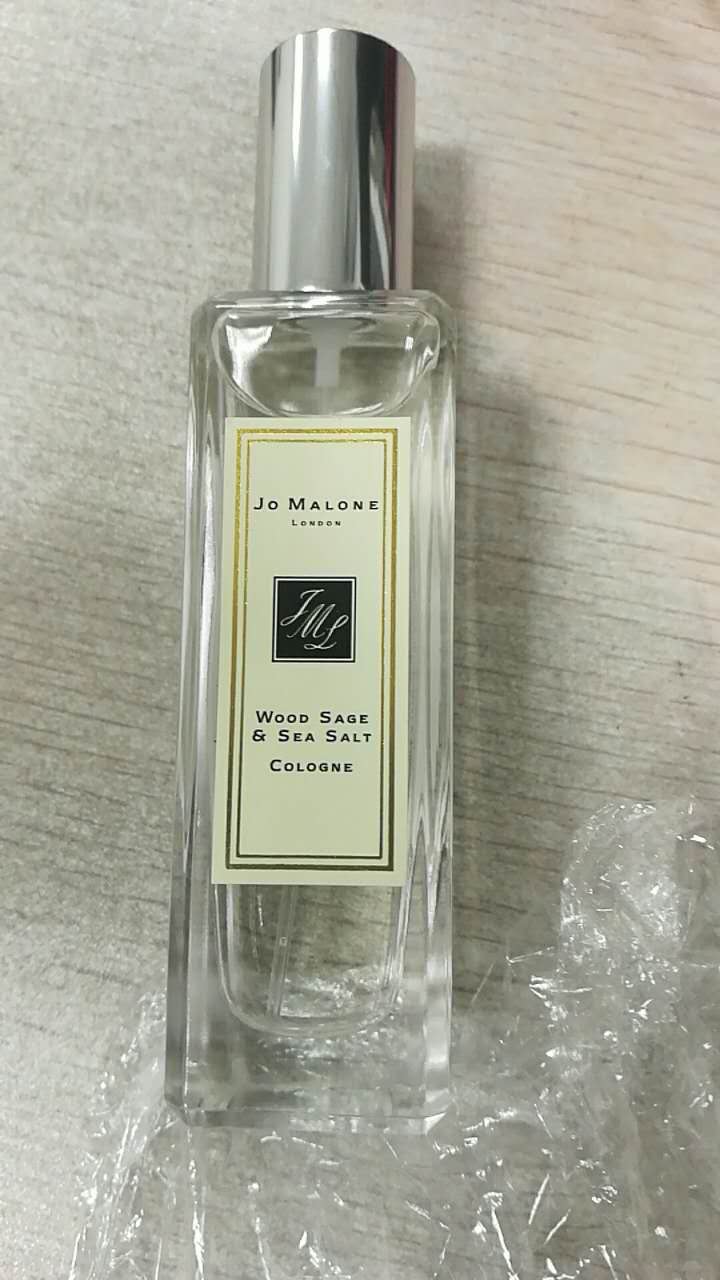 Jo Malone
London
JML
Wood Sage
& Sea Salt
Cologne